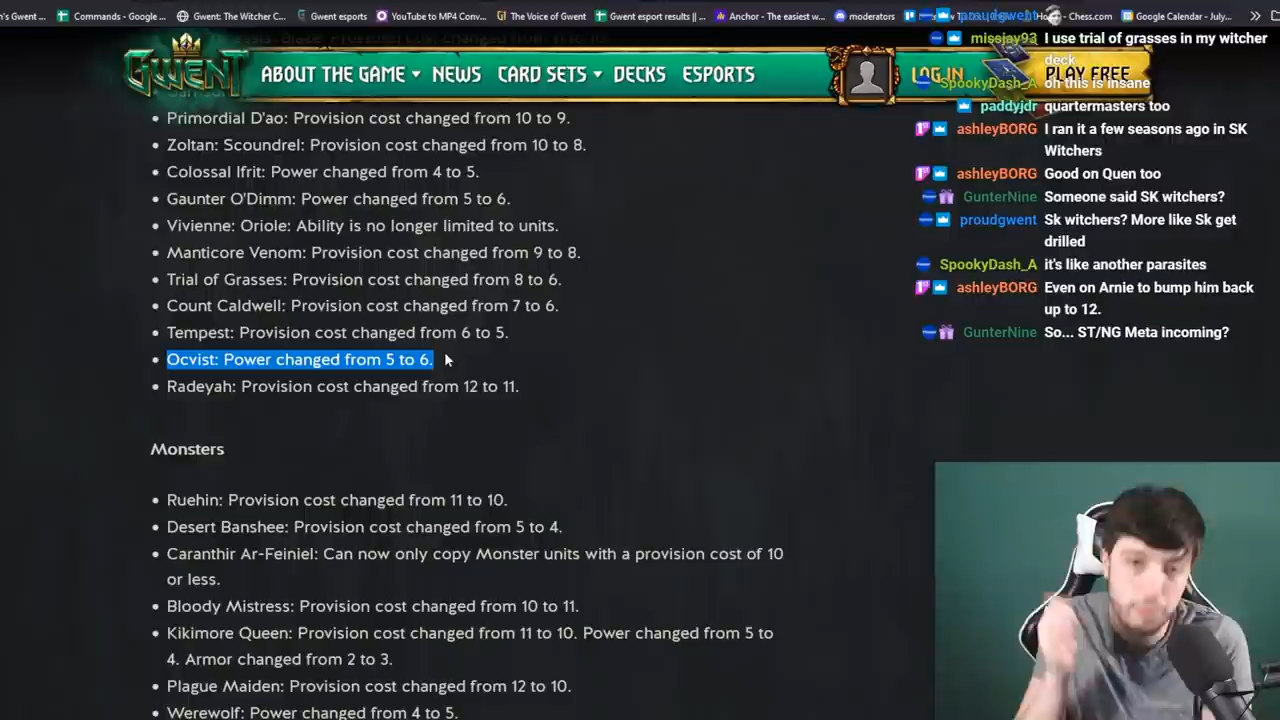 n's Gwent ... Commands - Google ... Gwent: The Witcher C... Gwent esports YouTube to MP4 Conv... The Voice of Gwent Gwent esport results || ... Anchor - The easiest w... moderators Chess.com Google Calendar - July...
GWENT ABOUT THE GAME NEWS CARD SETS DECKS ESPORTS LOG IN PLAY FREE
Primordial D'ao: Provision cost changed from 10 to 9.
Zoltan: Scoundrel: Provision cost changed from 10 to 8.
Colossal Ifrit: Power changed from 4 to 5.
Gaunter O'Dimm: Power changed from 5 to 6.
Vivienne: Oriole: Ability is no longer limited to units.
Manticore Venom: Provision cost changed from 9 to 8.
Trial of Grasses: Provision cost changed from 8 to 6.
Count Caldwell: Provision cost changed from 7 to 6.
Tempest: Provision cost changed from 6 to 5.
Ocvist: Power changed from 5 to 6.
Radeyah: Provision cost changed from 12 to 11.
Monsters
Ruehin: Provision cost changed from 11 to 10.
Desert Banshee: Provision cost changed from 5 to 4.
Caranthir Ar-Feiniel: Can now only copy Monster units with a provision cost of 10
or less.
Bloody Mistress: Provision cost changed from 10 to 11.
Kikimore Queen: Provision cost changed from 11 to 10. Power changed from 5 to
4. Armor changed from 2 to 3.
Plague Maiden: Provision cost changed from 12 to 10.
Werewolf: Power changed from 4 to 5.
proudgwent
missjay93 I use trial of grasses in my witcher
deck
SpookyDash_A oh this is insane
paddyjdr quartermasters too
ashleyBORG I ran it a few seasons ago in SK
Witchers
ashleyBORG Good on Quen too
GunterNine Someone said SK witchers?
proudgwent Sk witchers? More like Sk get
drilled
SpookyDash_A it's like another parasites
ashleyBORG Even on Arnie to bump him back
up to 12.
GunterNine So... ST/NG Meta incoming?